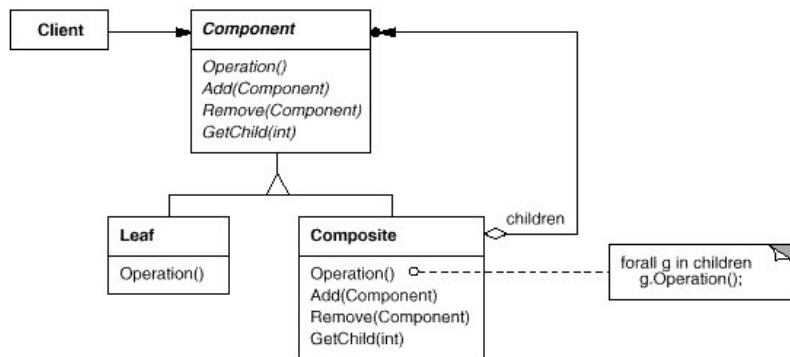 Client
Component
Operation()
Add(Component)
Remove(Component)
GetChild(int)
Leaf
Operation()
Composite
Operation()
Add(Component)
Remove(Component)
GetChild(int)
children
forall g in children
g.Operation();